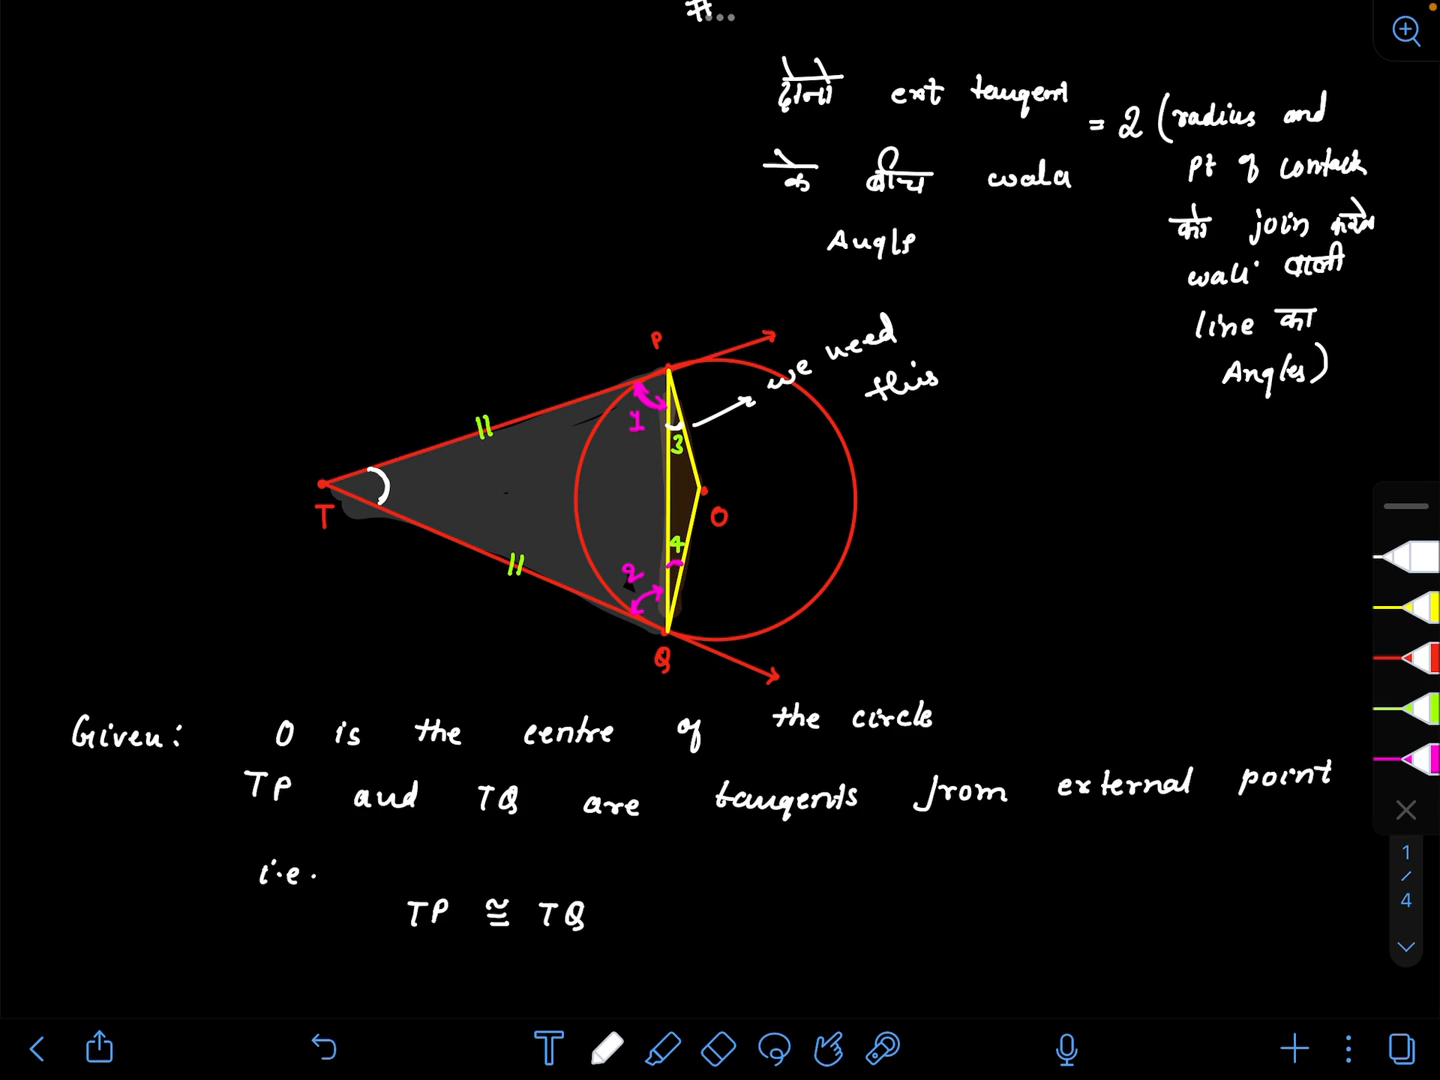 #...
दोनो ext tangent
के बीच wala
Angle
= 2 (radius and
pt of contact
को join करने
wali वाली
line का
Angles)
we need
this
P
1
3
T
O
4
2
Q
Given: O is the centre of the circle
TP and TQ are tangents from external point
i.e.
TP ≅ TQ
1
/
4
T